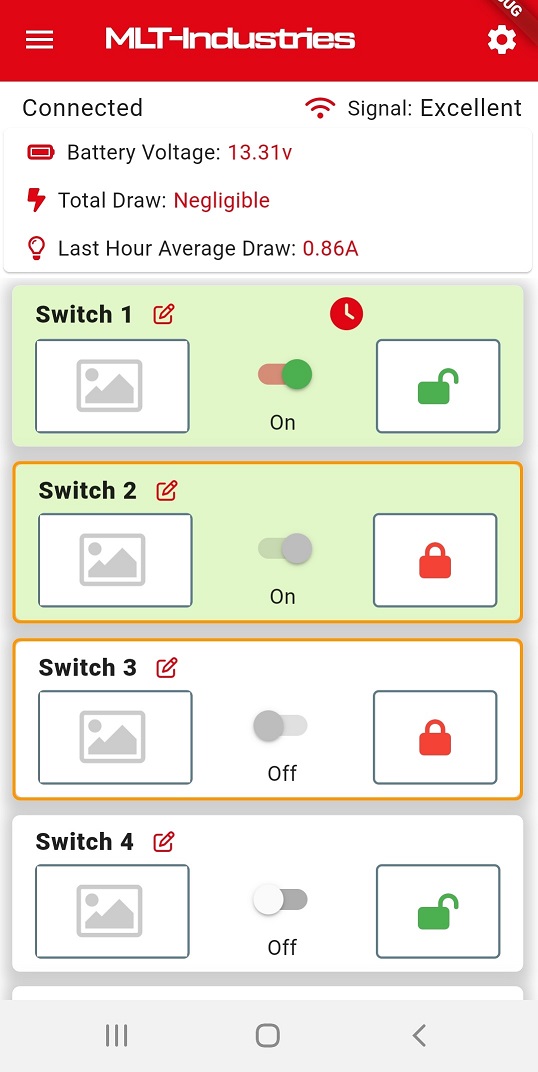 MLT-Industries
Connected Signal: Excellent
Battery Voltage: 13.31v
Total Draw: Negligible
Last Hour Average Draw: 0.86A
Switch 1
On
Switch 2
On
Switch 3
Off
Switch 4
Off